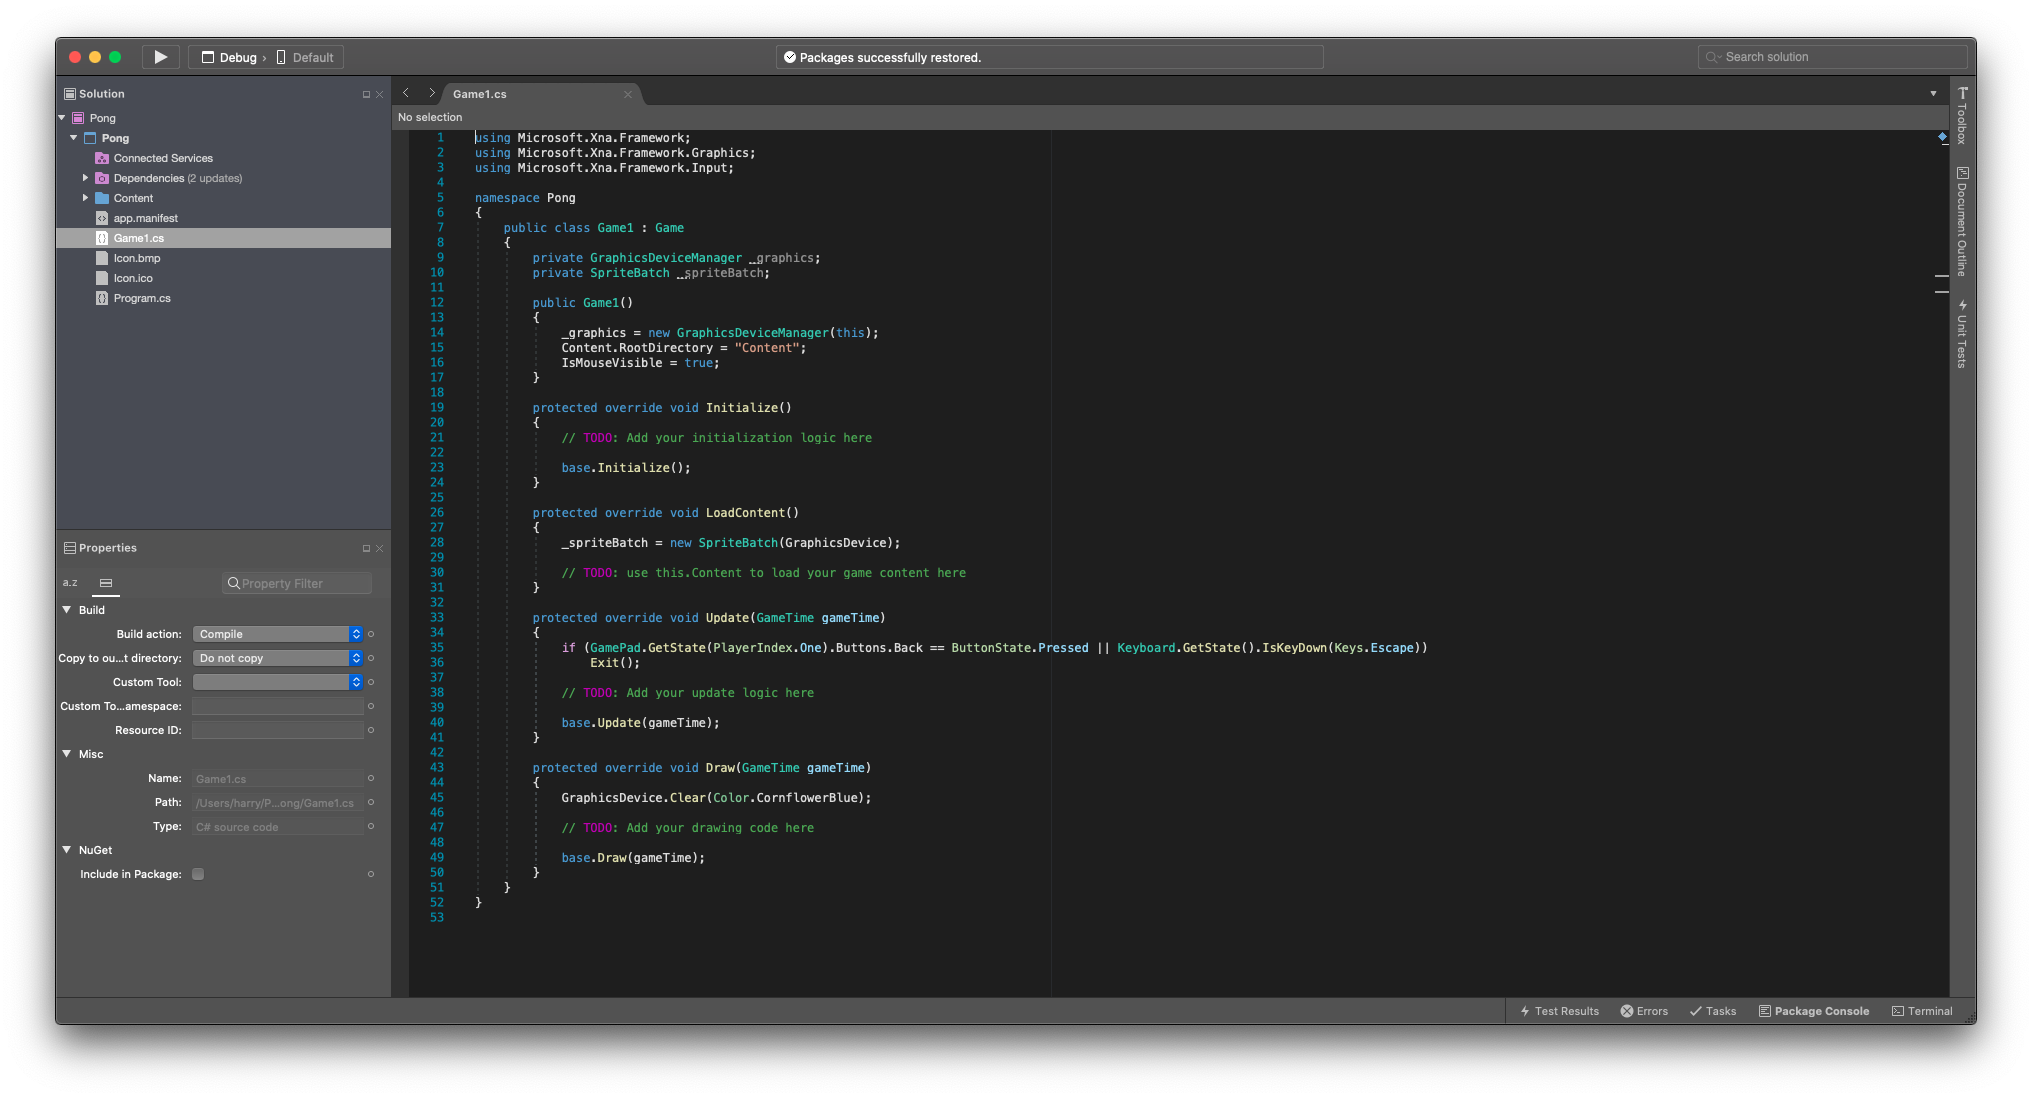 Debug › Default
Packages successfully restored.
Search solution
Solution
Pong
Pong
Connected Services
Dependencies (2 updates)
Content
app.manifest
Game1.cs
Icon.bmp
Icon.ico
Program.cs
Properties
a.z
Property Filter
Build
Build action: Compile
Copy to ou...t directory: Do not copy
Custom Tool:
Custom To...amespace:
Resource ID:
Misc
Name: Game1.cs
Path: /Users/harry/P...ong/Game1.cs
Type: C# source code
NuGet
Include in Package:
Game1.cs
No selection
1 using Microsoft.Xna.Framework;
2 using Microsoft.Xna.Framework.Graphics;
3 using Microsoft.Xna.Framework.Input;
4
5 namespace Pong
6 {
7 public class Game1 : Game
8 {
9 private GraphicsDeviceManager _graphics;
10 private SpriteBatch _spriteBatch;
11
12 public Game1()
13 {
14 _graphics = new GraphicsDeviceManager(this);
15 Content.RootDirectory = "Content";
16 IsMouseVisible = true;
17 }
18
19 protected override void Initialize()
20 {
21 // TODO: Add your initialization logic here
22
23 base.Initialize();
24 }
25
26 protected override void LoadContent()
27 {
28 _spriteBatch = new SpriteBatch(GraphicsDevice);
29
30 // TODO: use this.Content to load your game content here
31 }
32
33 protected override void Update(GameTime gameTime)
34 {
35 if (GamePad.GetState(PlayerIndex.One).Buttons.Back == ButtonState.Pressed || Keyboard.GetState().IsKeyDown(Keys.Escape))
36 Exit();
37
38 // TODO: Add your update logic here
39
40 base.Update(gameTime);
41 }
42
43 protected override void Draw(GameTime gameTime)
44 {
45 GraphicsDevice.Clear(Color.CornflowerBlue);
46
47 // TODO: Add your drawing code here
48
49 base.Draw(gameTime);
50 }
51 }
52 }
53
Toolbox
Document Outline
Unit Tests
Test Results
Errors
Tasks
Package Console
Terminal